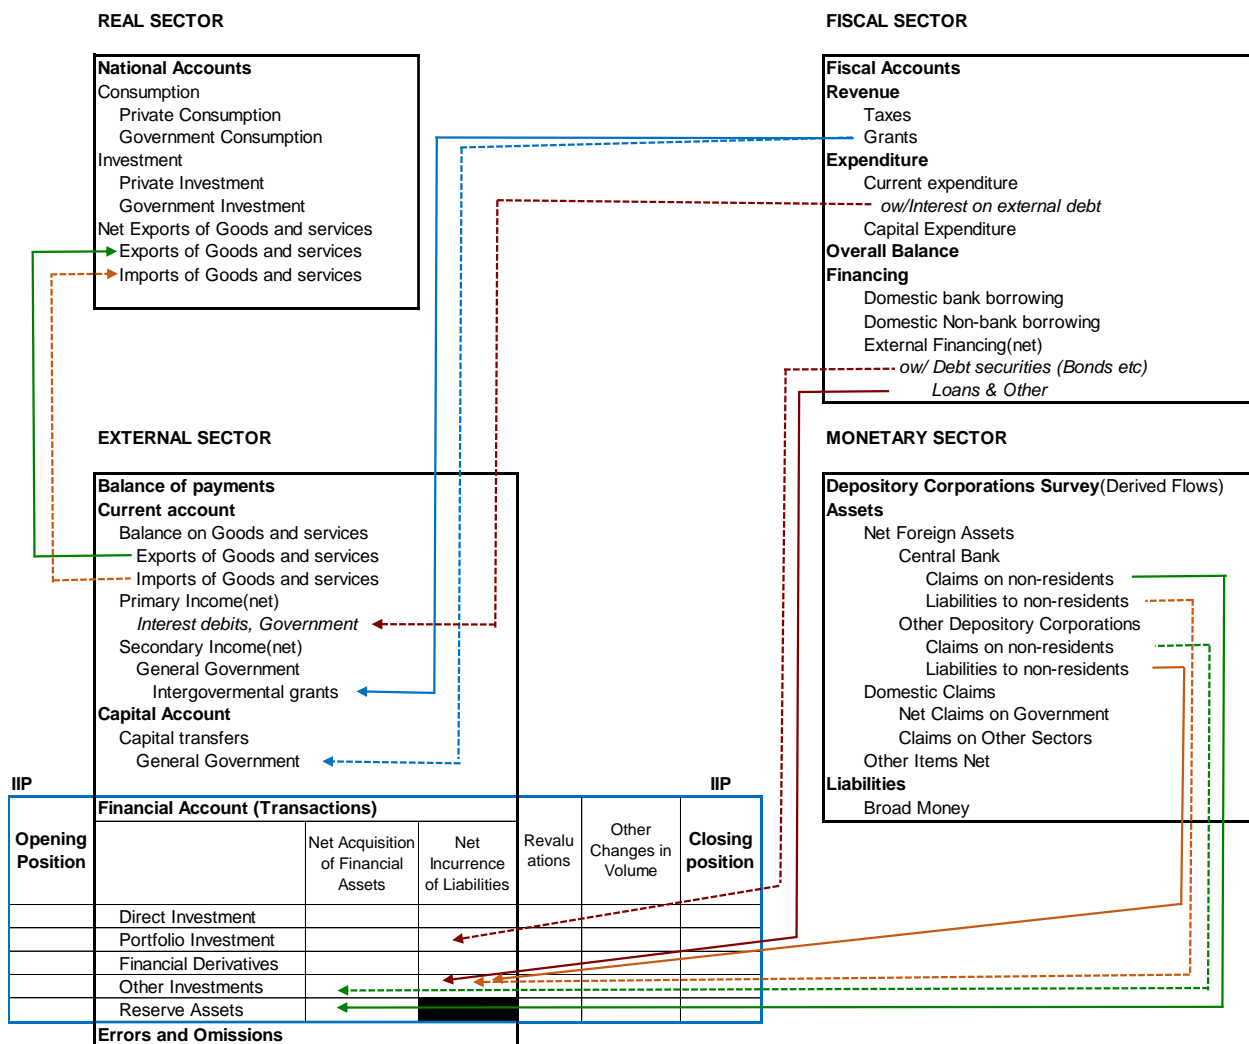 REAL SECTOR
National Accounts
Consumption
Private Consumption
Government Consumption
Investment
Private Investment
Government Investment
Net Exports of Goods and services
Exports of Goods and services
Imports of Goods and services
FISCAL SECTOR
Fiscal Accounts
Revenue
Taxes
Grants
Expenditure
Current expenditure
ow/Interest on external debt
Capital Expenditure
Overall Balance
Financing
Domestic bank borrowing
Domestic Non-bank borrowing
External Financing(net)
ow/ Debt securities (Bonds etc)
Loans & Other
EXTERNAL SECTOR
Balance of payments
Current account
Balance on Goods and services
Exports of Goods and services
Imports of Goods and services
Primary Income(net)
Interest debits, Government
Secondary Income(net)
General Government
Intergovermental grants
Capital Account
Capital transfers
General Government
MONETARY SECTOR
Depository Corporations Survey(Derived Flows)
Assets
Net Foreign Assets
Central Bank
Claims on non-residents
Liabilities to non-residents
Other Depository Corporations
Claims on non-residents
Liabilities to non-residents
Domestic Claims
Net Claims on Government
Claims on Other Sectors
Other Items Net
Liabilities
Broad Money
IIP
IIP
Financial Account (Transactions)
Opening
Position
Net Acquisition
of Financial
Assets
Net
Incurrence
of Liabilities
Revalu
ations
Other
Changes in
Volume
Closing
position
Direct Investment
Portfolio Investment
Financial Derivatives
Other Investments
Reserve Assets
Errors and Omissions